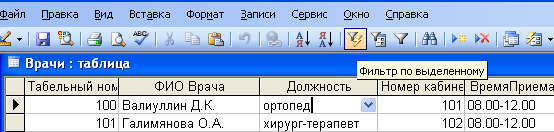 Файл Правка Вид Вставка Формат Записи Сервис Окно Справка
Врачи : таблица
Фильтр по выделенному
Табельный ном ФИО Врача Должность Номер кабине ВремяПриема
100 Валиуллин Д.К. ортопед 101 08.00-12.00
101 Галимянова О.А. хирург-терапевт 102 08.00-12.00